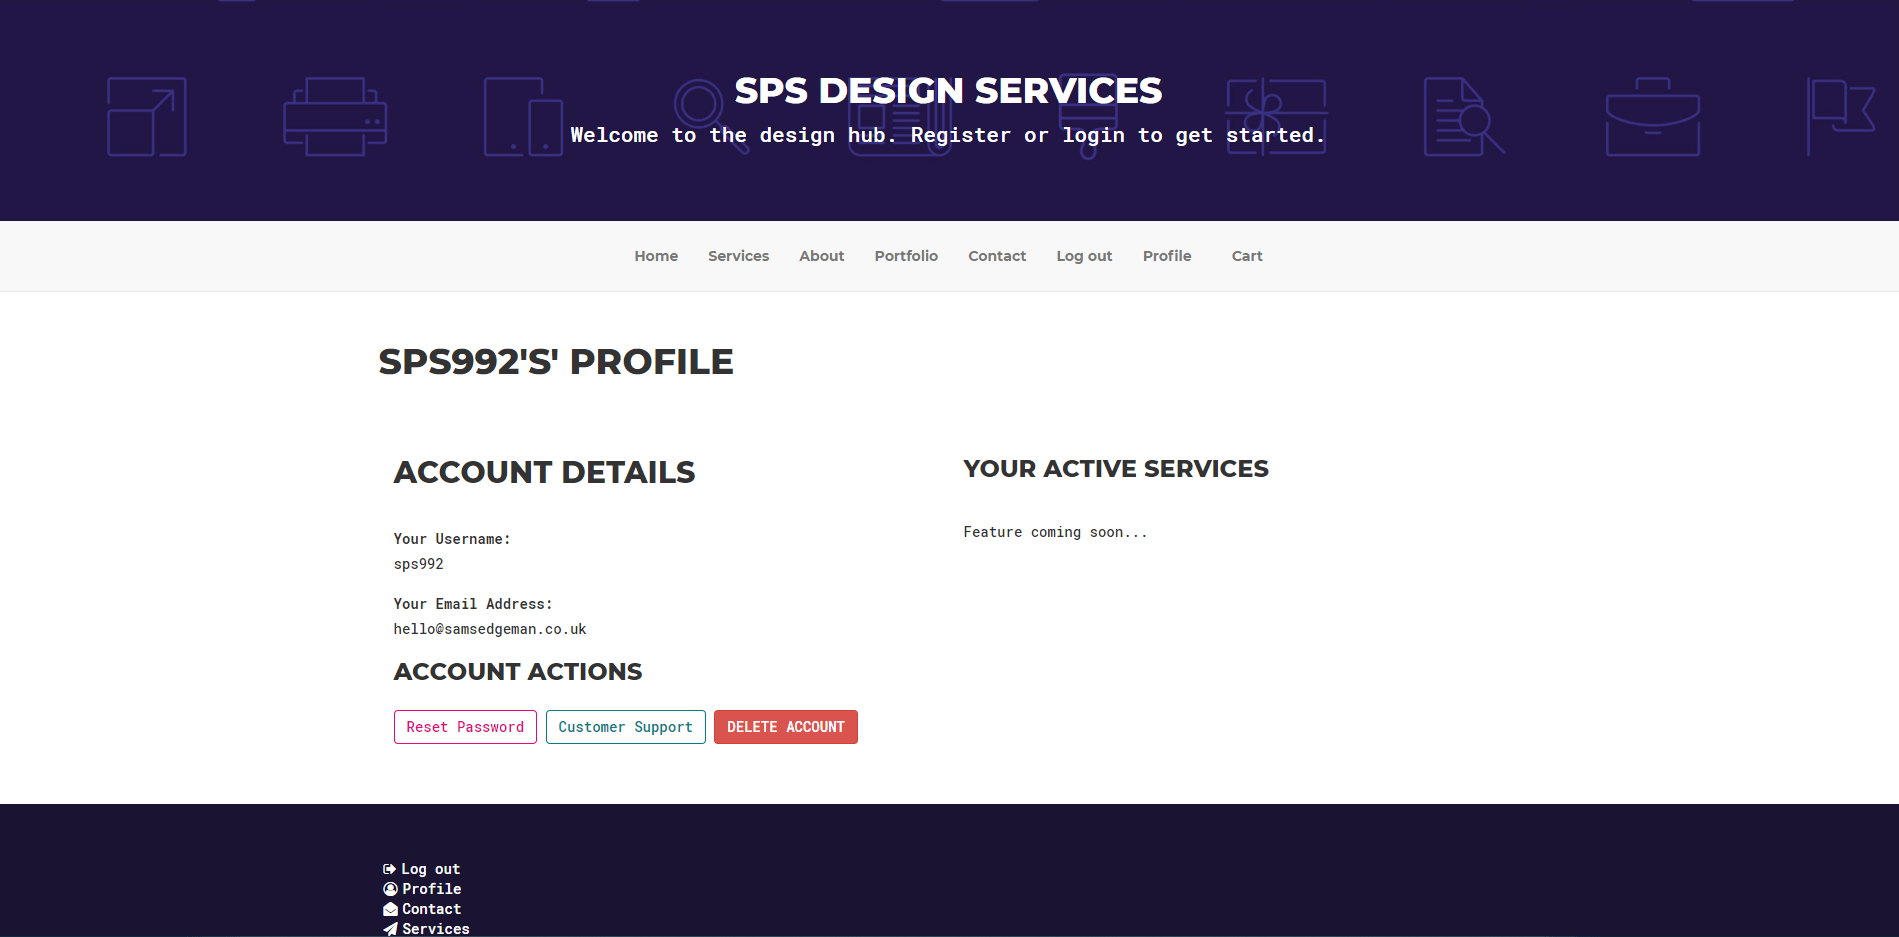 SPS DESIGN SERVICES
Welcome to the design hub. Register or login to get started.
Home Services About Portfolio Contact Log out Profile Cart
SPS992'S' PROFILE
ACCOUNT DETAILS
Your Username:
sps992
Your Email Address:
hello@samsedgeman.co.uk
ACCOUNT ACTIONS
Reset Password Customer Support DELETE ACCOUNT
YOUR ACTIVE SERVICES
Feature coming soon...
Log out
Profile
Contact
Services